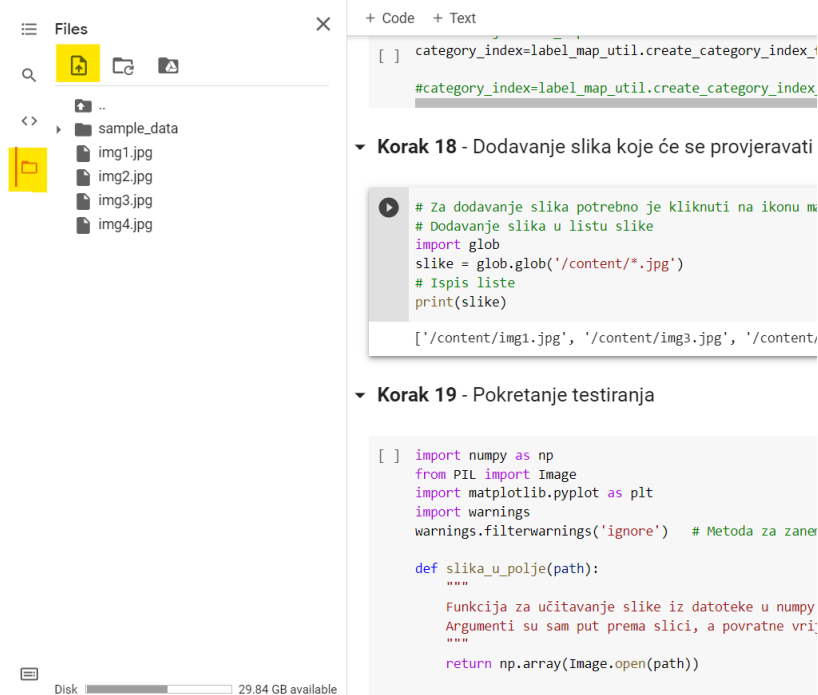 Files
..
sample_data
img1.jpg
img2.jpg
img3.jpg
img4.jpg
Disk
29.84 GB available
+ Code + Text
[ ] category_index=label_map_util.create_category_index_
#category_index=label_map_util.create_category_index_
Korak 18 - Dodavanje slika koje će se provjeravati
# Za dodavanje slika potrebno je kliknuti na ikonu
# Dodavanje slika u listu slike
import glob
slike = glob.glob('/content/*.jpg')
# Ispis liste
print(slike)
['/content/img1.jpg', '/content/img3.jpg', '/content/
Korak 19 - Pokretanje testiranja
[ ] import numpy as np
from PIL import Image
import matplotlib.pyplot as plt
import warnings
warnings.filterwarnings('ignore') # Metoda za
def slika_u_polje(path):
"""
Funkcija za učitavanje slike iz datoteke u numpy
Argumenti su sam put prema slici, a povratne
"""
return np.array(Image.open(path))